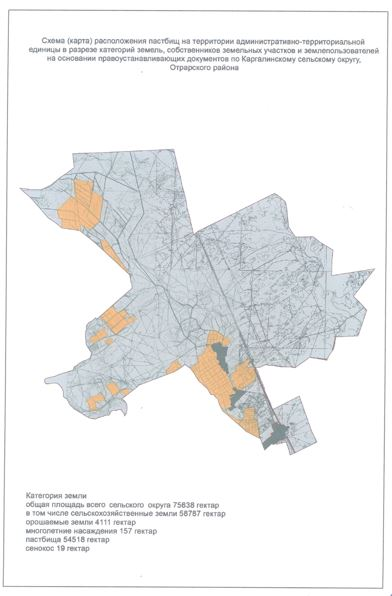 Схема (карта) расположения пастбищ на территории административно-территориальной
единицы в разрезе категорий земель, собственников земельных участков и землепользователей
на основании правоустанавливающих документов по Каргалинскому сельскому округу,
Отрарского района
Категория земли
общая площадь всего сельского округа 75638 гектар
в том числе сельскохозяйственные земли 58787 гектар
орошаемые земли 4111 гектар
многолетние насаждения 157 гектар
пастбища 54518 гектар
сенокос 19 гектар